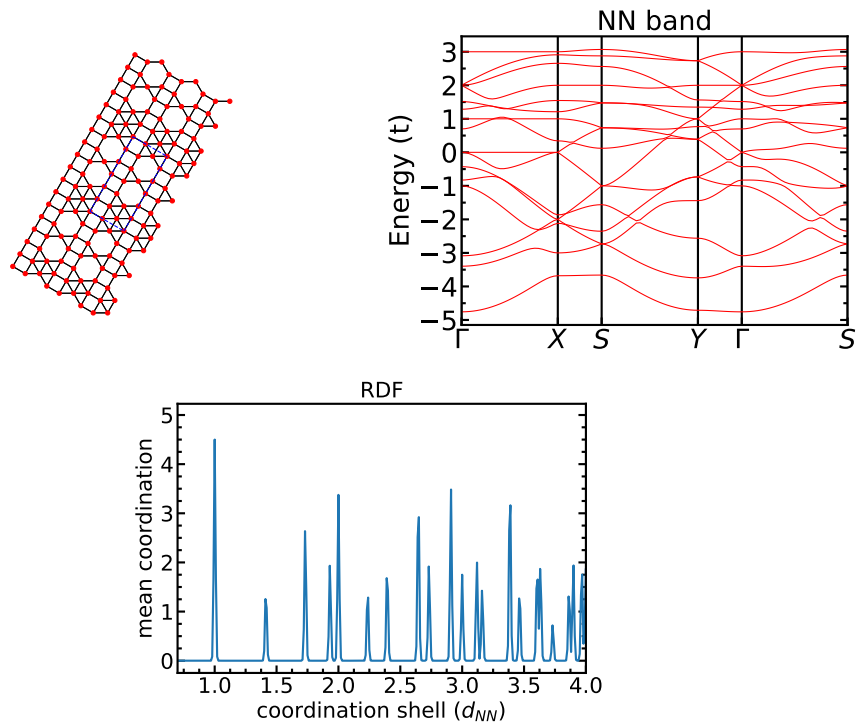 NN band
Energy (t)
3
2
1
0
−1
−2
−3
−4
−5
Γ X S Y Γ S
RDF
mean coordination
5
4
3
2
1
0
1.0 1.5 2.0 2.5 3.0 3.5 4.0
coordination shell (d_NN)